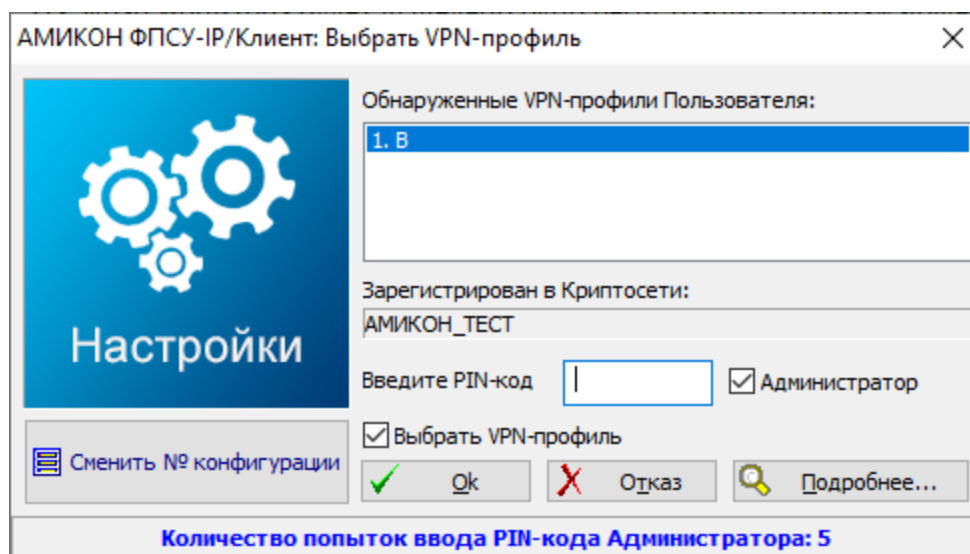 АМИКОН ФПСУ-IP/Клиент: Выбрать VPN-профиль
Обнаруженные VPN-профили Пользователя:
1. В
Зарегистрирован в Криптосети:
АМИКОН_ТЕСТ
Настройки
Введите PIN-код
Администратор
Выбрать VPN-профиль
Сменить № конфигурации
Ok
Отказ
Подробнее...
Количество попыток ввода PIN-кода Администратора: 5